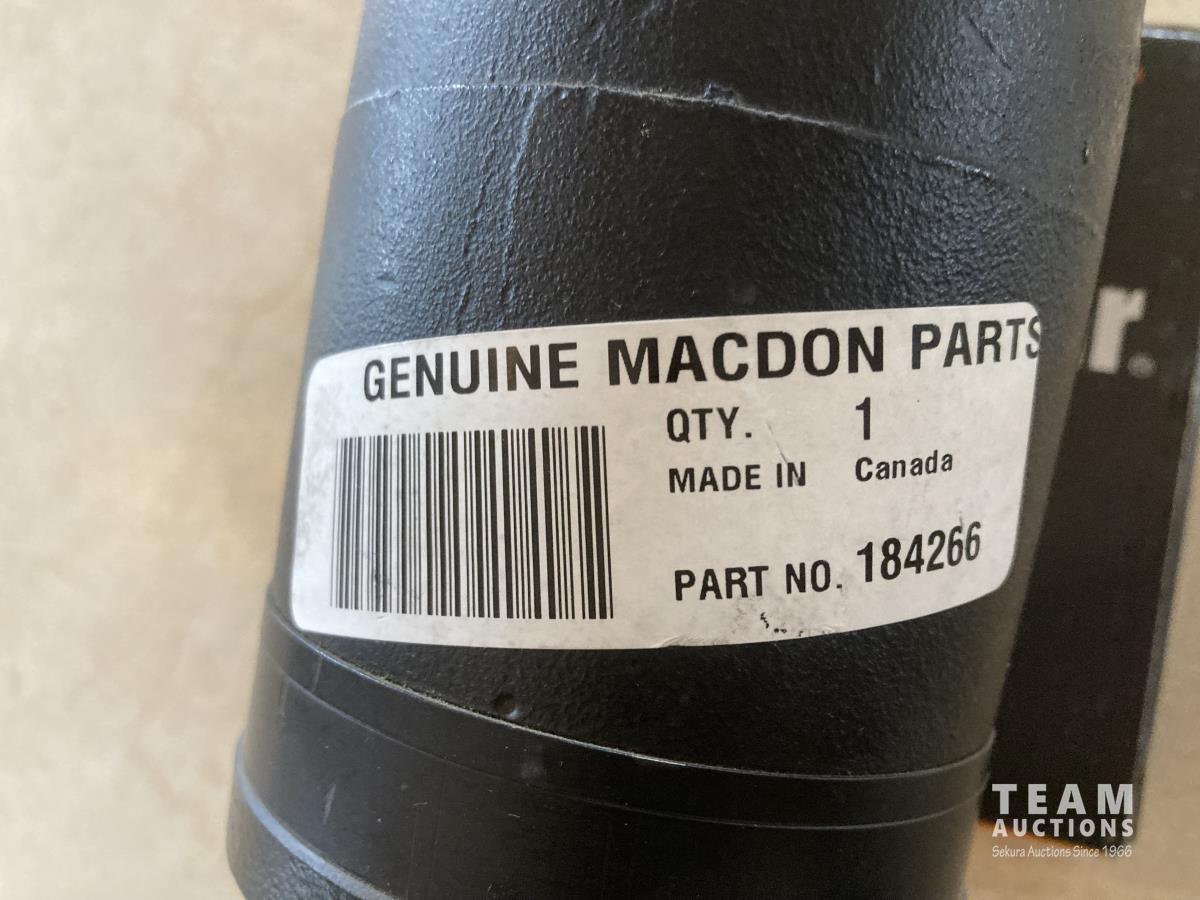 GENUINE MACDON PARTS
QTY. 1
MADE IN Canada
PART NO. 184266
r.
TEAM
AUCTIONS
Sekura Auctions Since 1966